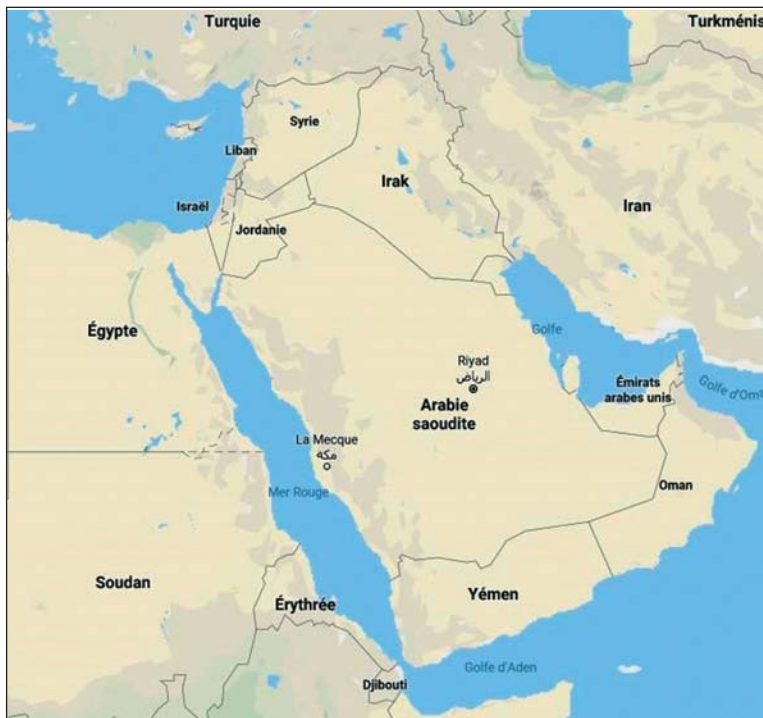 Turquie
Turkménis
Syrie
Liban
Irak
Israël
Iran
Jordanie
Golfe
Égypte
Riyad
الرياض
Émirats
arabes unis
Golfe d'Om
Arabie
saoudite
La Mecque
مكة
Oman
Mer Rouge
Soudan
Érythrée
Yémen
Golfe d'Aden
Djibouti